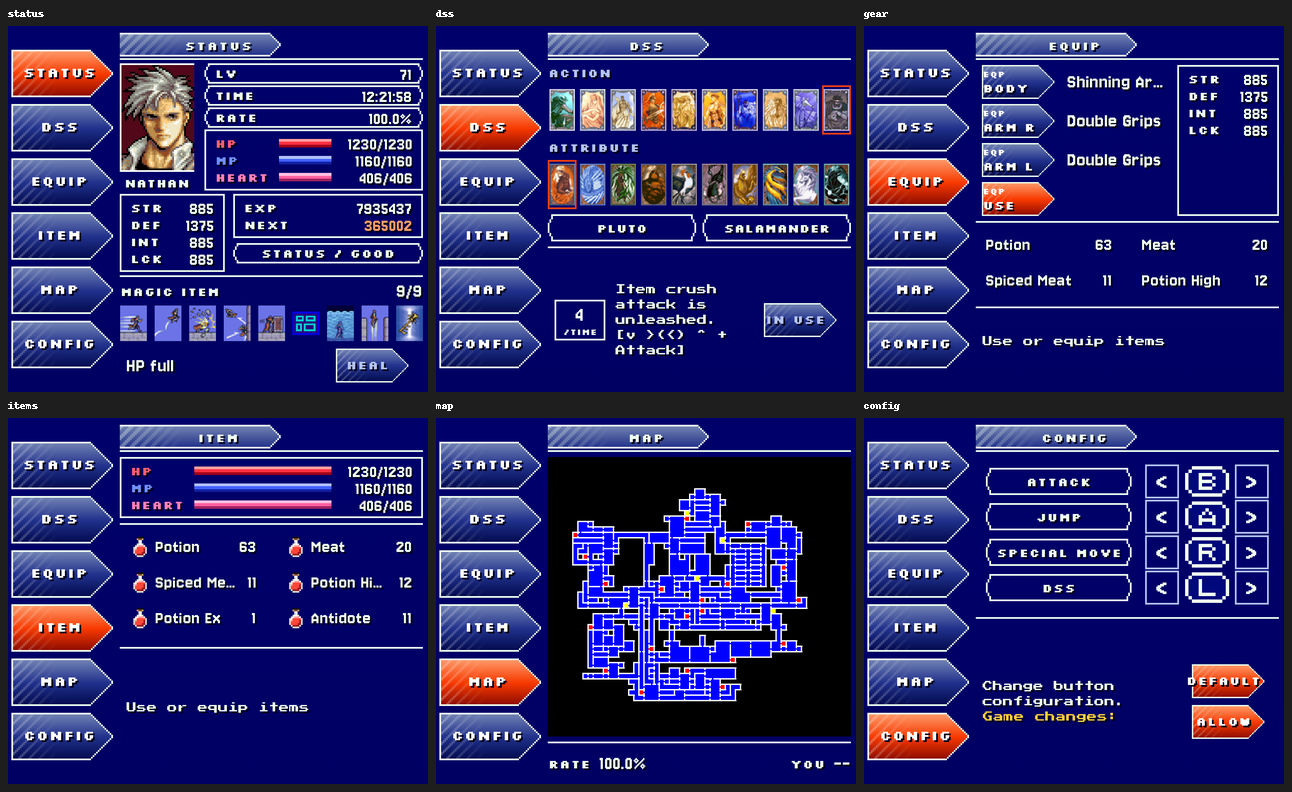 status
STATUS
DSS
EQUIP
ITEM
MAP
CONFIG
STATUS
NATHAN
LV 71
TIME 12:21:58
RATE 100.0%
HP 1230/1230
MP 1160/1160
HEART 406/406
STR 885
DEF 1375
INT 885
LCK 885
EXP 7935437
NEXT 365002
STATUS / GOOD
MAGIC ITEM 9/9
HP full
HEAL
dss
STATUS
DSS
EQUIP
ITEM
MAP
CONFIG
DSS
ACTION
ATTRIBUTE
PLUTO
SALAMANDER
4
/TIME
Item crush
attack is
unleashed.
[v >(<) ^ +
Attack]
IN USE
gear
STATUS
DSS
EQUIP
ITEM
MAP
CONFIG
EQUIP
EQP
BODY
Shinning Ar...
EQP
ARM R
Double Grips
EQP
ARM L
Double Grips
EQP
USE
STR 885
DEF 1375
INT 885
LCK 885
Potion 63 Meat 20
Spiced Meat 11 Potion High 12
Use or equip items
items
STATUS
DSS
EQUIP
ITEM
MAP
CONFIG
ITEM
HP 1230/1230
MP 1160/1160
HEART 406/406
Potion 63 Meat 20
Spiced Me... 11 Potion Hi... 12
Potion Ex 1 Antidote 11
Use or equip items
map
STATUS
DSS
EQUIP
ITEM
MAP
CONFIG
MAP
RATE 100.0% YOU --
config
STATUS
DSS
EQUIP
ITEM
MAP
CONFIG
CONFIG
ATTACK < B >
JUMP < A >
SPECIAL MOVE < R >
DSS < L >
Change button
configuration.
Game changes:
DEFAULT
ALLOW